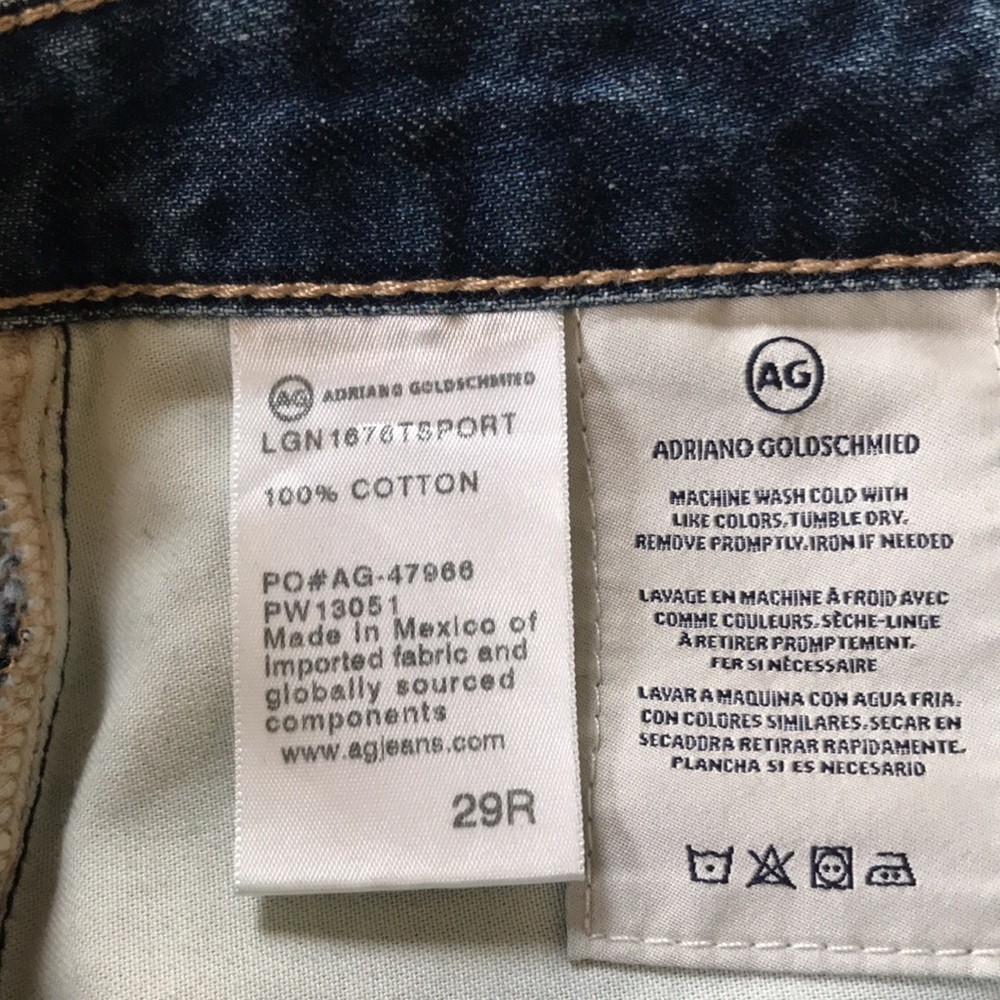 AG ADRIANO GOLDSCHMIED
LGN1676TSPORT
100% COTTON
PO#AG-47966
PW13051
Made in Mexico of
imported fabric and
globally sourced
components
www.agjeans.com
29R
AG
ADRIANO GOLDSCHMIED
MACHINE WASH COLD WITH
LIKE COLORS.TUMBLE DRY.
REMOVE PROMPTLY.IRON IF NEEDED
LAVAGE EN MACHINE À FROID AVEC
COMME COULEURS.SÈCHE-LINGE
À RETIRER PROMPTEMENT.
FER SI NÈCESSAIRE
LAVAR A MAQUINA CON AGUA FRIA.
CON COLORES SIMILARES.SECAR EN
SECADORA RETIRAR RAPIDAMENTE.
PLANCHA SI ES NECESARIO